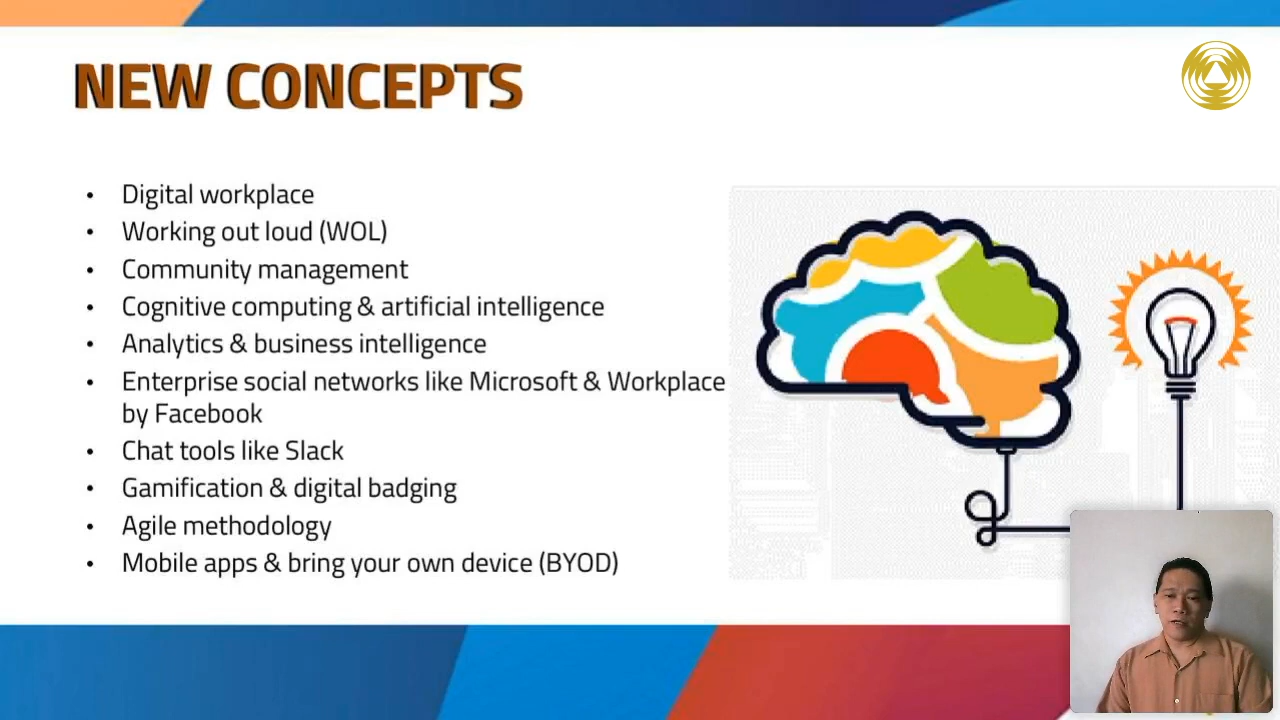 NEW CONCEPTS
• Digital workplace
• Working out loud (WOL)
• Community management
• Cognitive computing & artificial intelligence
• Analytics & business intelligence
• Enterprise social networks like Microsoft & Workplace
by Facebook
• Chat tools like Slack
• Gamification & digital badging
• Agile methodology
• Mobile apps & bring your own device (BYOD)